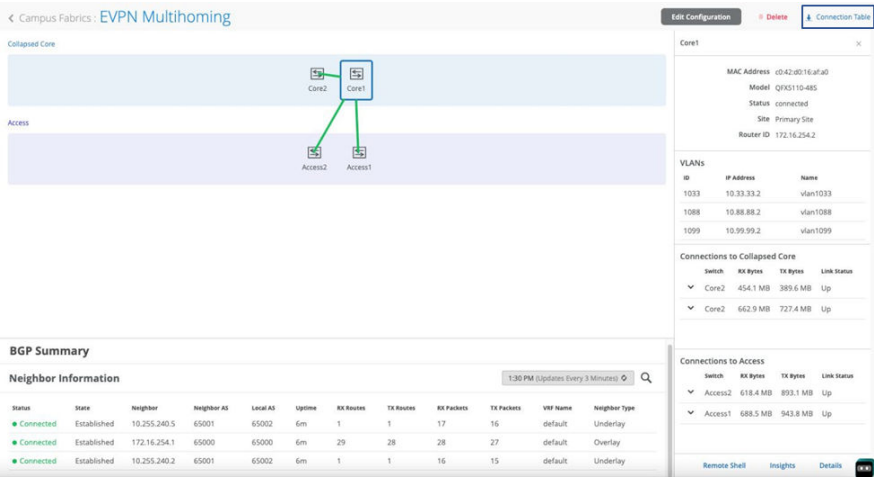 Campus Fabrics : EVPN Multihoming
Edit Configuration
Delete
Connection Table
Collapsed Core
Core2
Core1
Access
Access2
Access1
BGP Summary
Neighbor Information
1:30 PM (Updates Every 3 Minutes)
Status State Neighbor Neighbor AS Local AS Uptime RX Routes TX Routes RX Packets TX Packets VRF Name Neighbor Type
Connected Established 10.255.240.5 65001 65002 6m 1 1 17 16 default Underlay
Connected Established 172.16.254.1 65000 65000 6m 29 28 28 27 default Overlay
Connected Established 10.255.240.2 65001 65002 6m 1 1 16 15 default Underlay
Core1
MAC Address c0:42:d0:16:af:a0
Model QFX5110-48S
Status connected
Site Primary Site
Router ID 172.16.254.2
VLANs
ID IP Address Name
1033 10.33.33.2 vlan1033
1088 10.88.88.2 vlan1088
1099 10.99.99.2 vlan1099
Connections to Collapsed Core
Switch RX Bytes TX Bytes Link Status
Core2 454.1 MB 389.6 MB Up
Core2 662.9 MB 727.4 MB Up
Connections to Access
Switch RX Bytes TX Bytes Link Status
Access2 618.4 MB 893.1 MB Up
Access1 688.5 MB 943.8 MB Up
Remote Shell
Insights
Details